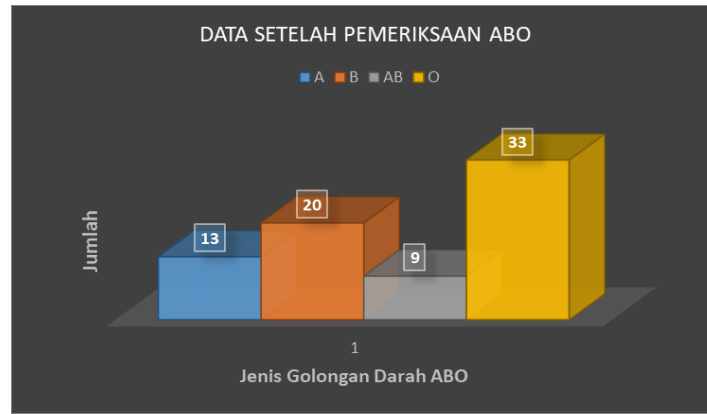 DATA SETELAH PEMERIKSAAN ABO
A B AB O
33
20
13
9
Jumlah
1
Jenis Golongan Darah ABO